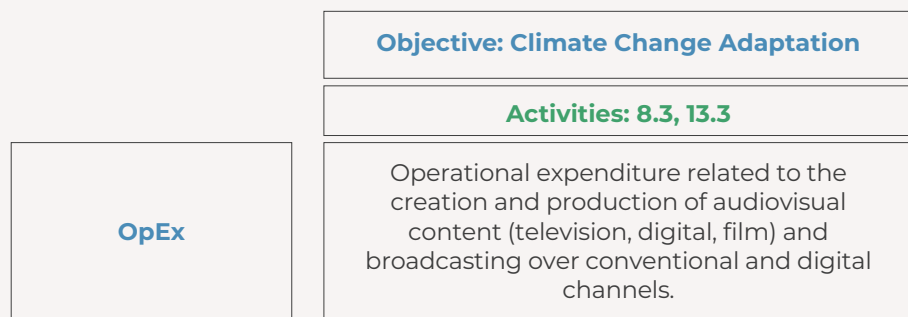 Objective: Climate Change Adaptation
Activities: 8.3, 13.3
OpEx
Operational expenditure related to the
creation and production of audiovisual
content (television, digital, film) and
broadcasting over conventional and digital
channels.